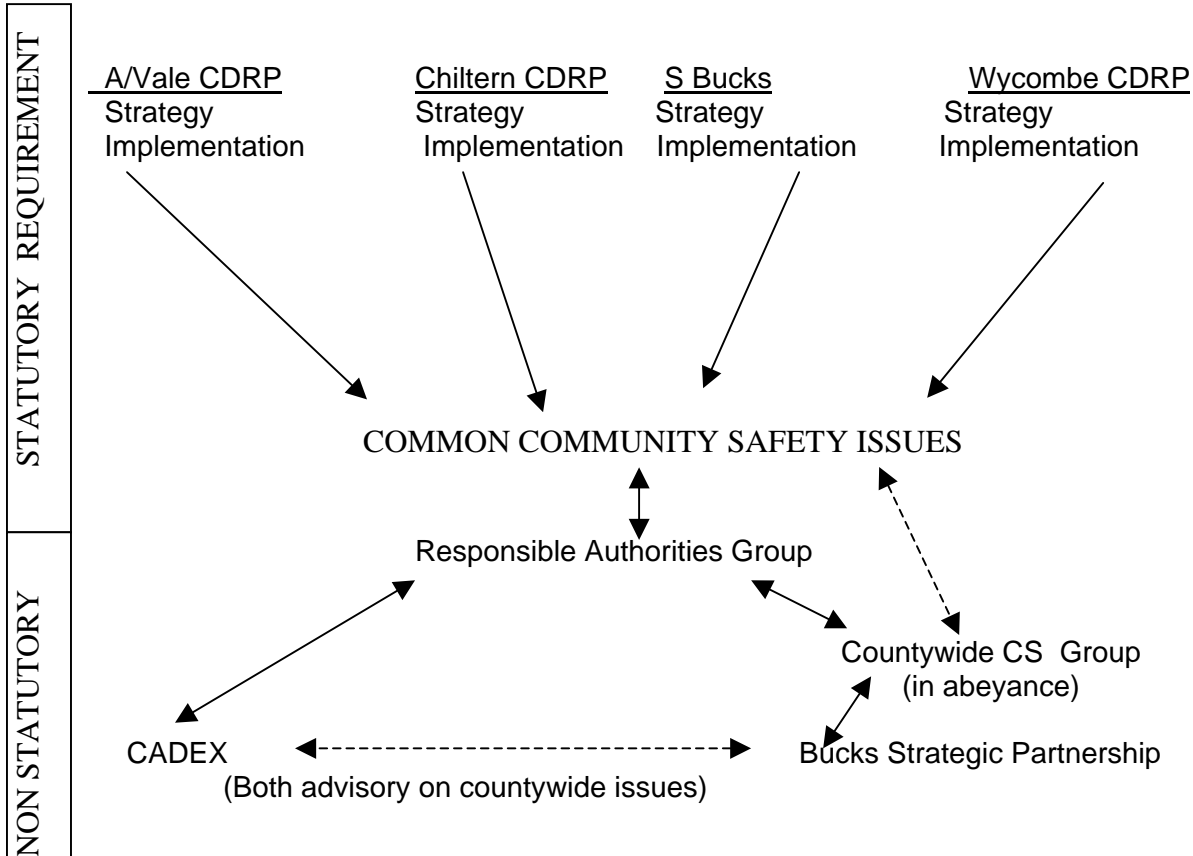 STATUTORY REQUIREMENT
A/Vale CDRP
Strategy
Implementation
Chiltern CDRP
Strategy
Implementation
S Bucks
Strategy
Implementation
Wycombe CDRP
Strategy
Implementation
COMMON COMMUNITY SAFETY ISSUES
NON STATUTORY
Responsible Authorities Group
Countywide CS Group
(in abeyance)
CADEX
Bucks Strategic Partnership
(Both advisory on countywide issues)